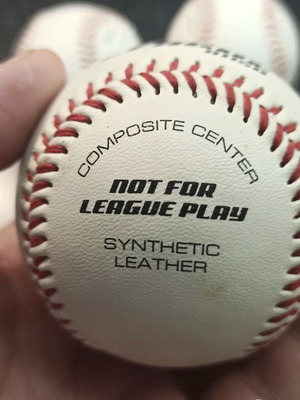 COMPOSITE CENTER
NOT FOR
LEAGUE PLAY
SYNTHETIC
LEATHER